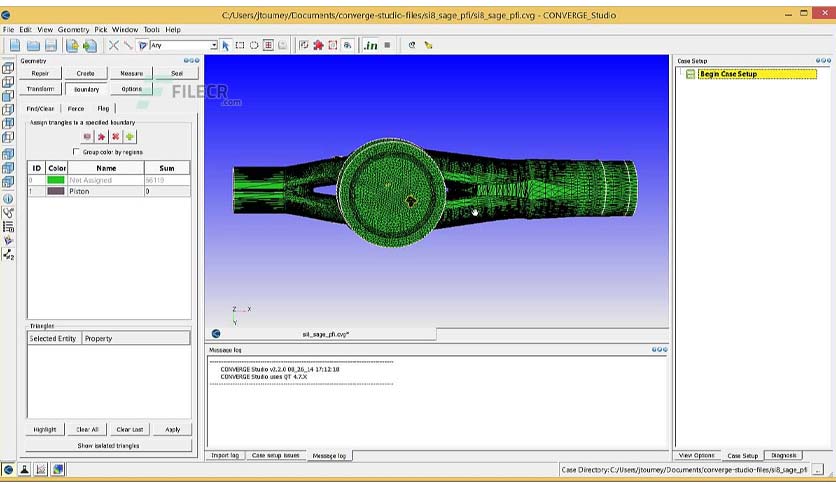 C:/Users/jtoumey/Documents/converge-studio-files/si8_sage_pfi/si8_sage_pfi.cvg - CONVERGE_Studio
File Edit View Geometry Pick Window Tools Help
Any
.in
Geometry
Repair Create Measure Seal
Transform Boundary Options
FILECR
.com
Find/Clear Fence Flag
Assign triangles to a specified boundary
Group color by regions
ID Color Name Sum
0 Not Assigned 56119
1 Piston 0
Triangles
Selected Entity Property
Highlight Clear All Clear Last Apply
Show isolated triangles
Z X
Y
si8_sage_pfi.cvg*
Message log
CONVERGE Studio v2.2.0 08_26_14 17:12:18
CONVERGE Studio uses QT 4.7.X
Import log Case setup issues Message log
Case Setup
Begin Case Setup
View Options Case Setup Diagnosis
Case Directory:C:/Users/jtoumey/Documents/converge-studio-files/si8_sage_pfi ...